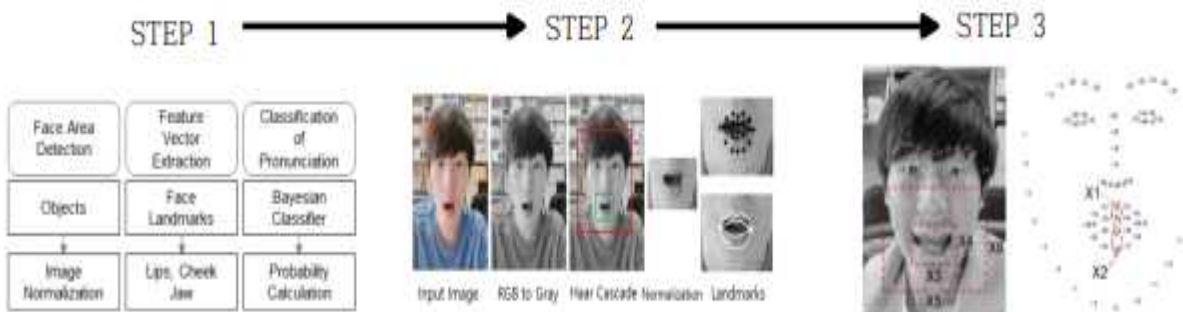 STEP 1
STEP 2
STEP 3
Face Area
Detection
Feature
Vector
Extraction
Classification
of
Pronunciation
Objects
Face
Landmarks
Bayesian
Classifier
Image
Normalization
Lips, Cheek
Jaw
Probability
Calculation
Input Image
RGB to Gray
Haar Cascade
Normalization
Landmarks
X3
X5
X6
X1
X2